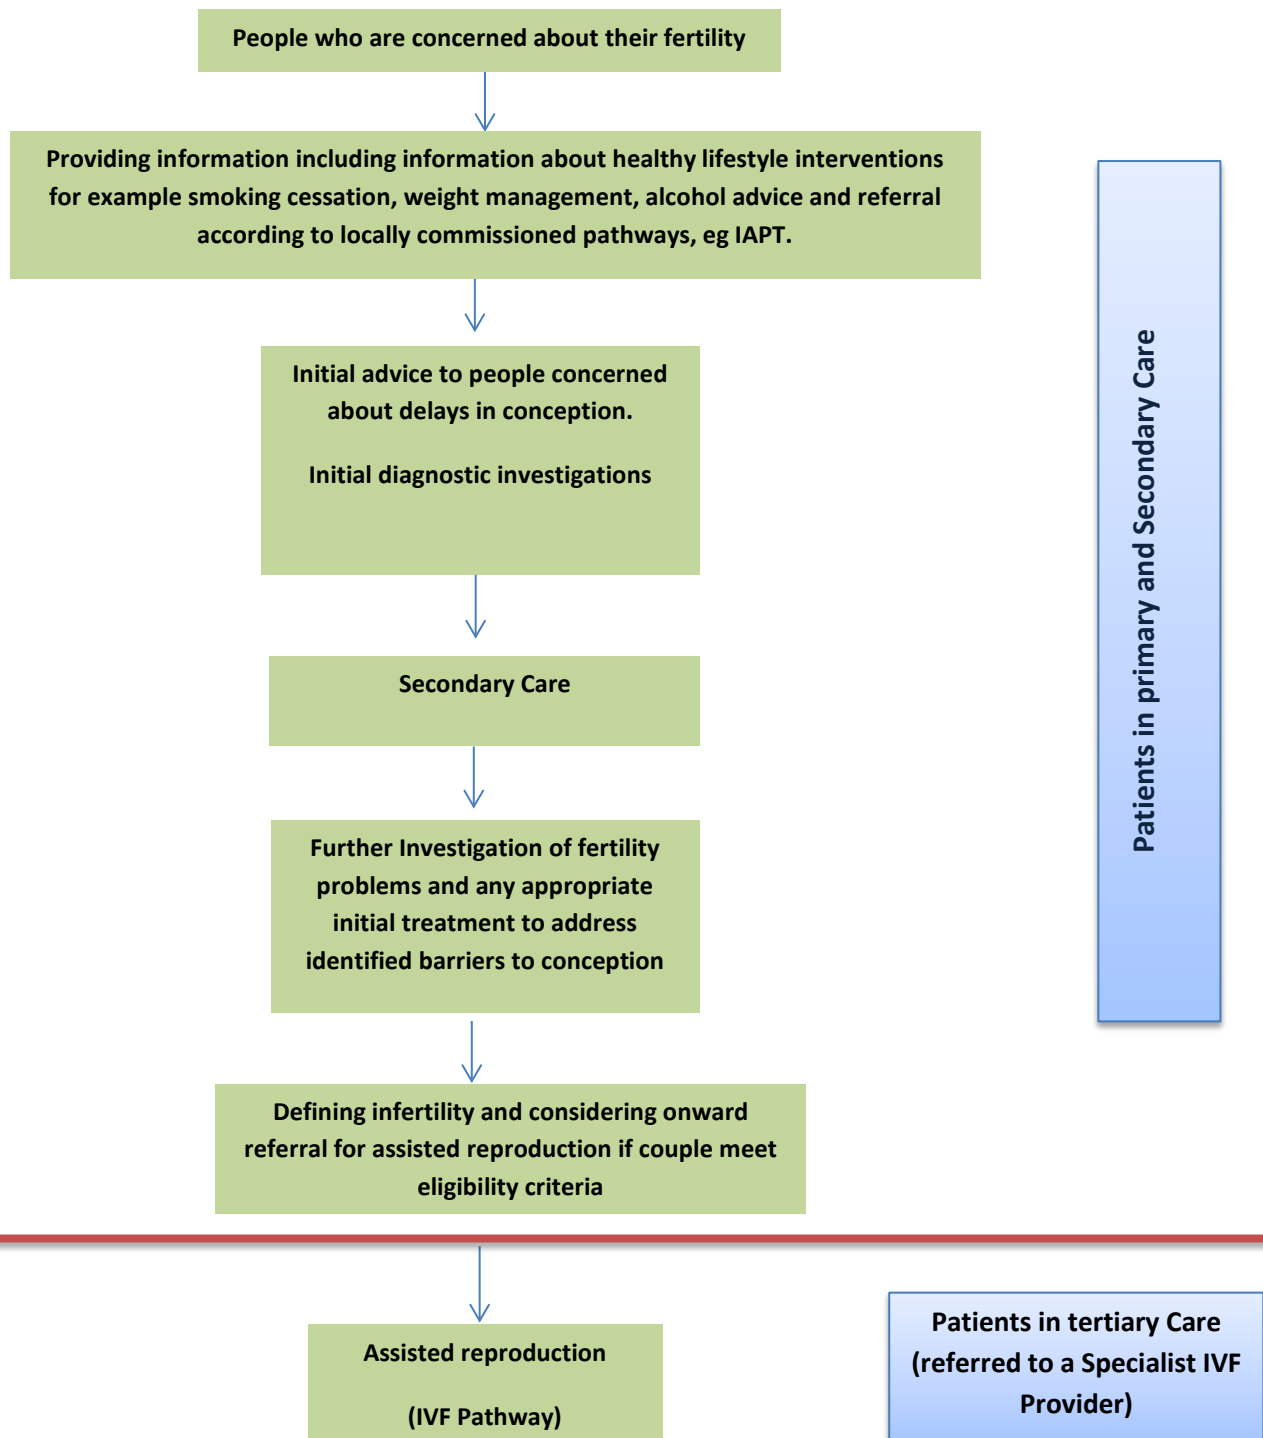 People who are concerned about their fertility
Providing information including information about healthy lifestyle interventions
for example smoking cessation, weight management, alcohol advice and referral
according to locally commissioned pathways, eg IAPT.
Initial advice to people concerned
about delays in conception.
Initial diagnostic investigations
Secondary Care
Further Investigation of fertility
problems and any appropriate
initial treatment to address
identified barriers to conception
Defining infertility and considering onward
referral for assisted reproduction if couple meet
eligibility criteria
Patients in primary and Secondary Care
Assisted reproduction
(IVF Pathway)
Patients in tertiary Care
(referred to a Specialist IVF
Provider)